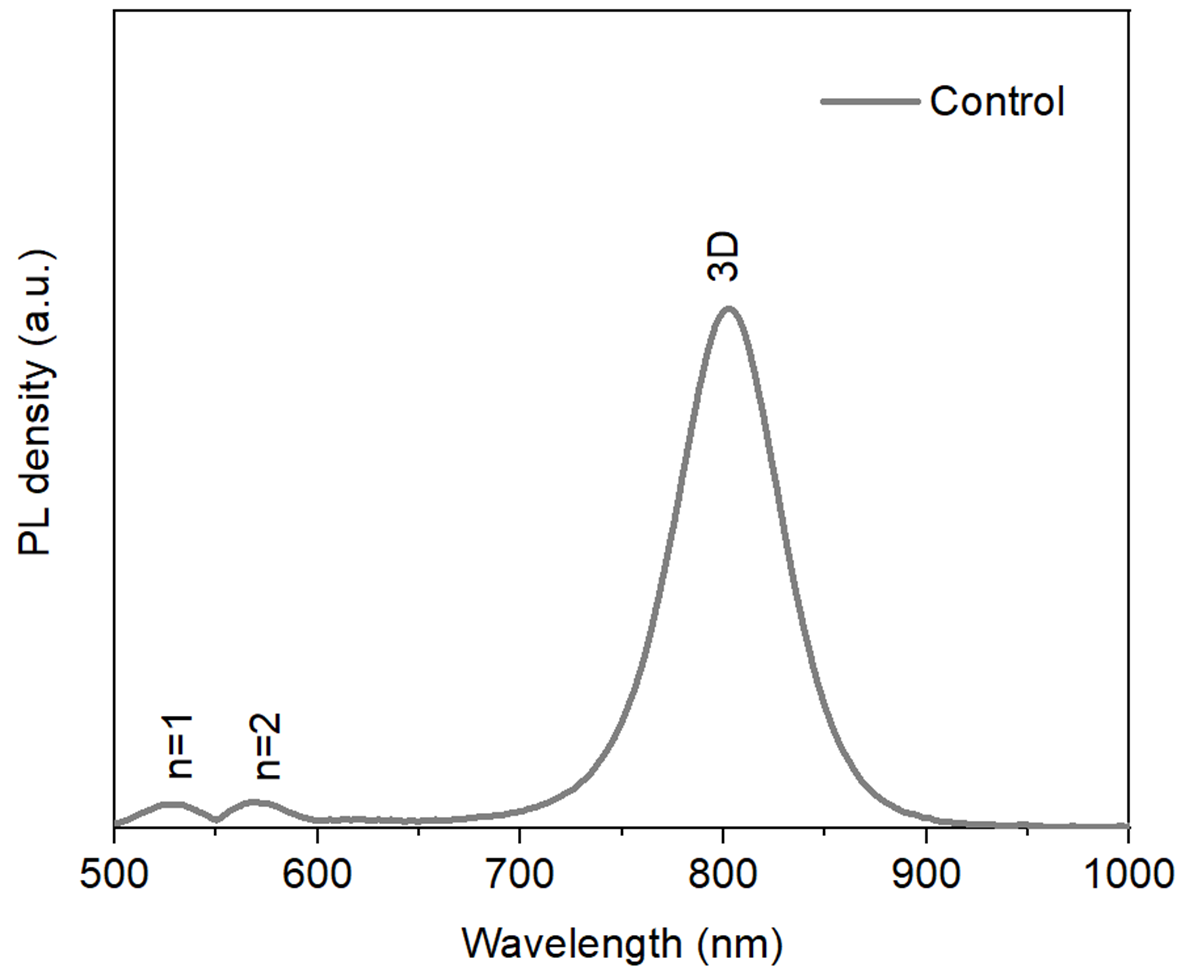 Control
3D
n=1
n=2
PL density (a.u.)
500
600
700
800
900
1000
Wavelength (nm)